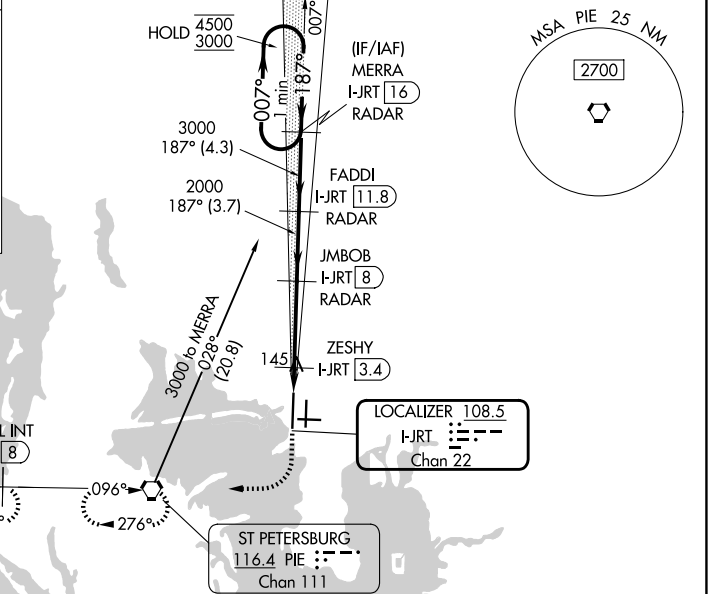 HOLD 4500
3000
007°
187°
1 min
007°
(IF/IAF)
MERRA
I-JRT 16
RADAR
MSA PIE 25 NM
2700
3000
187° (4.3)
FADDI
I-JRT 11.8
RADAR
2000
187° (3.7)
JMBOB
I-JRT 8
RADAR
3000 to MERRA
028°
(20.8)
145
ZESHY
I-JRT 3.4
LOCALIZER 108.5
I-JRT
Chan 22
L INT
8
096°
276°
ST PETERSBURG
116.4 PIE
Chan 111